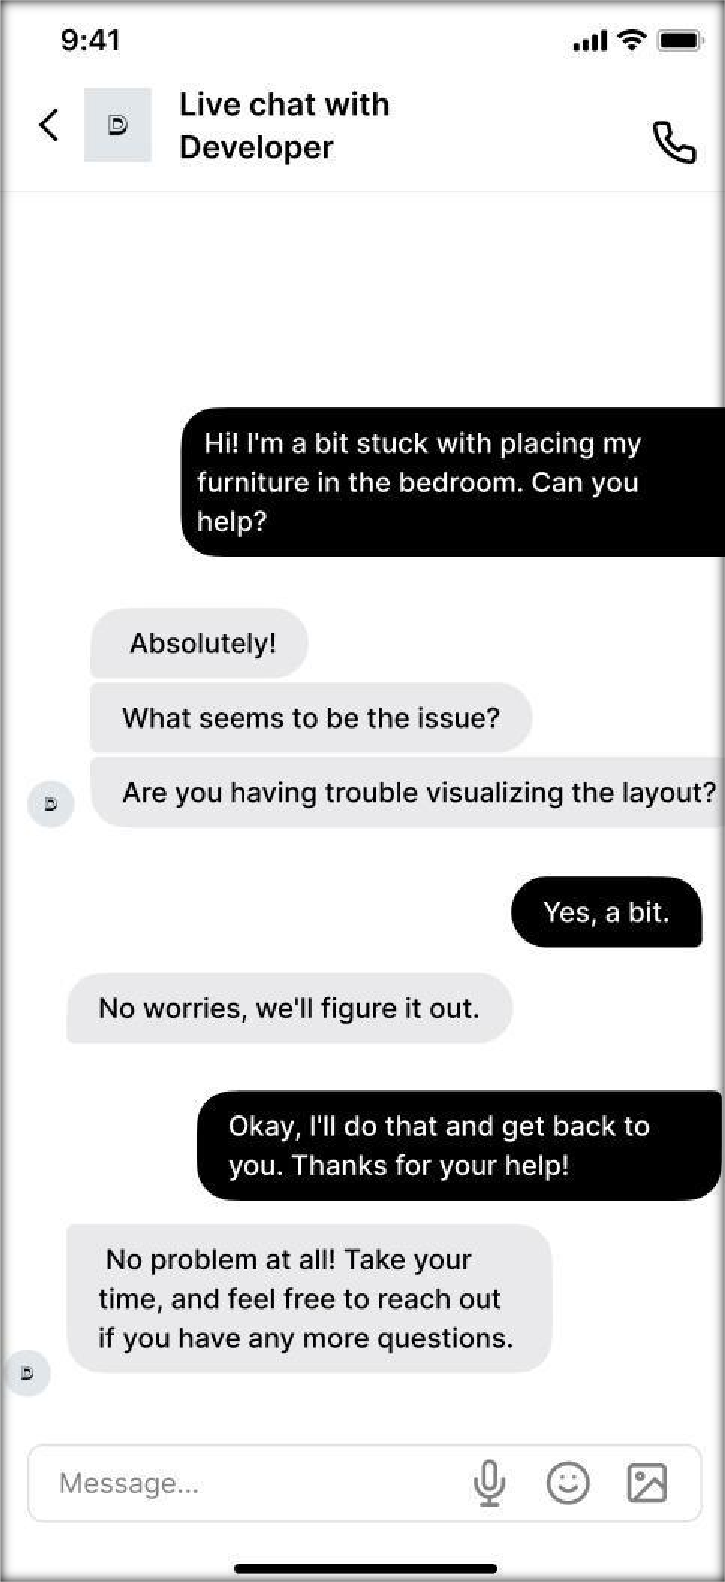 9:41
D
Live chat with
Developer
Hi! I'm a bit stuck with placing my
furniture in the bedroom. Can you
help?
Absolutely!
What seems to be the issue?
Are you having trouble visualizing the layout?
D
Yes, a bit.
No worries, we'll figure it out.
Okay, I'll do that and get back to
you. Thanks for your help!
No problem at all! Take your
time, and feel free to reach out
if you have any more questions.
D
Message...